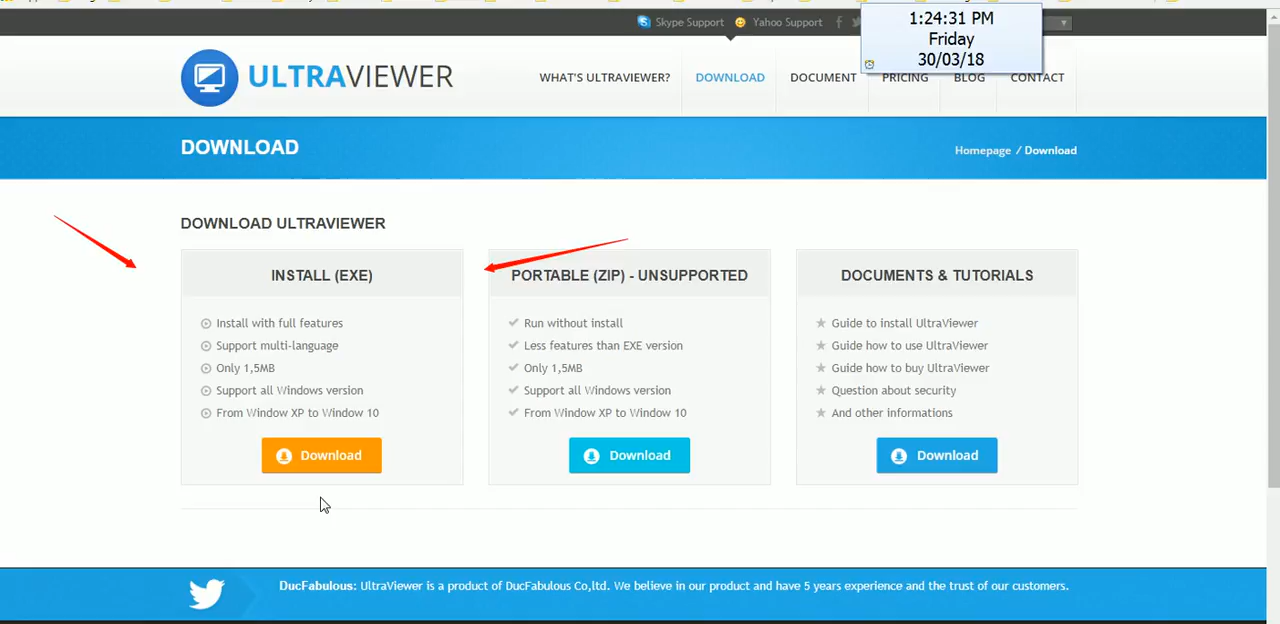 Skype Support Yahoo Support
1:24:31 PM
Friday
30/03/18
ULTRAVIEWER
WHAT'S ULTRAVIEWER? DOWNLOAD DOCUMENT PRICING BLOG CONTACT
DOWNLOAD
Homepage / Download
DOWNLOAD ULTRAVIEWER
INSTALL (EXE)
Install with full features
Support multi-language
Only 1,5MB
Support all Windows version
From Window XP to Window 10
Download
PORTABLE (ZIP) - UNSUPPORTED
Run without install
Less features than EXE version
Only 1,5MB
Support all Windows version
From Window XP to Window 10
Download
DOCUMENTS & TUTORIALS
Guide to install UltraViewer
Guide how to use UltraViewer
Guide how to buy UltraViewer
Question about security
And other informations
Download
DucFabulous: UltraViewer is a product of DucFabulous Co,ltd. We believe in our product and have 5 years experience and the trust of our customers.